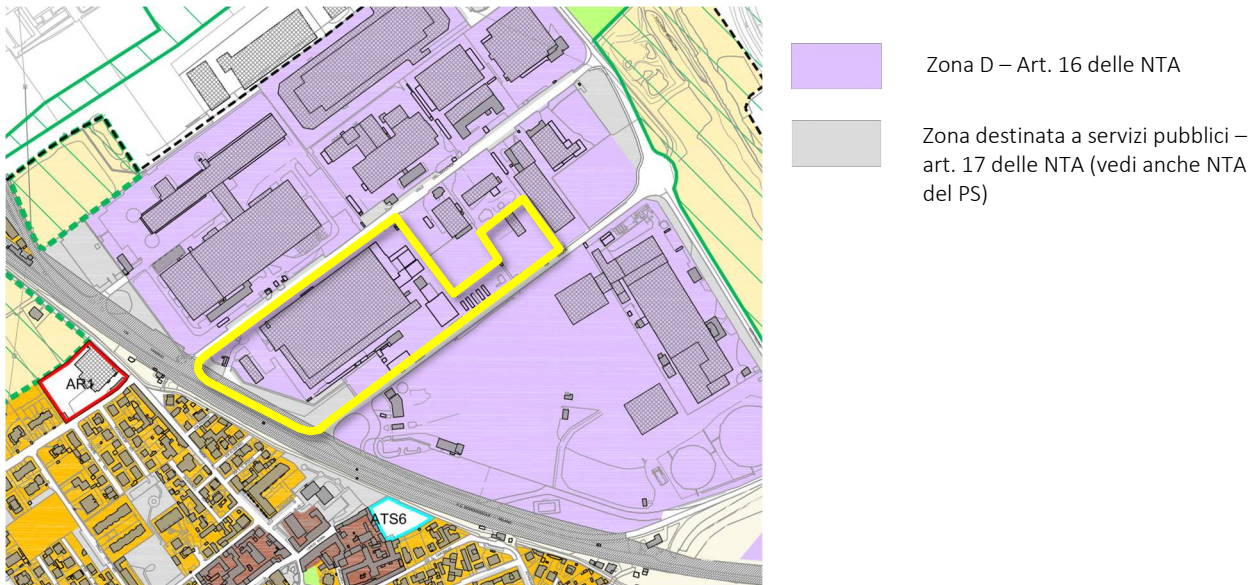 Zona D – Art. 16 delle NTA
Zona destinata a servizi pubblici –
art. 17 delle NTA (vedi anche NTA
del PS)
AR1
ATS6